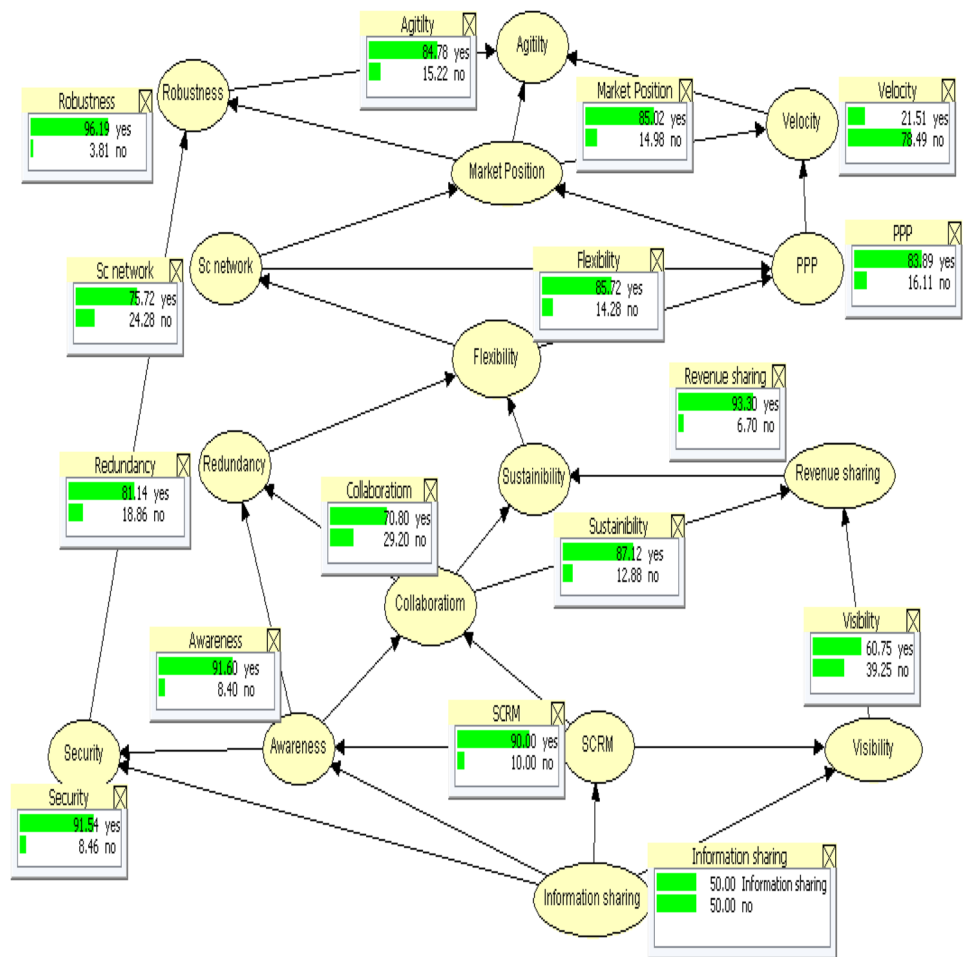 Agitilty
84.78 yes
15.22 no
Agitilty
Robustness
96.19 yes
3.81 no
Robustness
Market Position
85.02 yes
14.98 no
Velocity
21.51 yes
78.49 no
Velocity
Market Position
Sc network
75.72 yes
24.28 no
Sc network
Flexibility
85.72 yes
14.28 no
PPP
PPP
83.89 yes
16.11 no
Flexibility
Revenue sharing
93.30 yes
6.70 no
Redundancy
81.14 yes
18.86 no
Redundancy
Collaboratiom
70.80 yes
29.20 no
Sustainibility
Revenue sharing
Sustainibility
87.12 yes
12.88 no
Collaboratiom
Awareness
91.60 yes
8.40 no
Visibility
60.75 yes
39.25 no
Security
Awareness
SCRM
90.00 yes
10.00 no
SCRM
Visibility
Security
91.54 yes
8.46 no
Information sharing
Information sharing
50.00 Information sharing
50.00 no